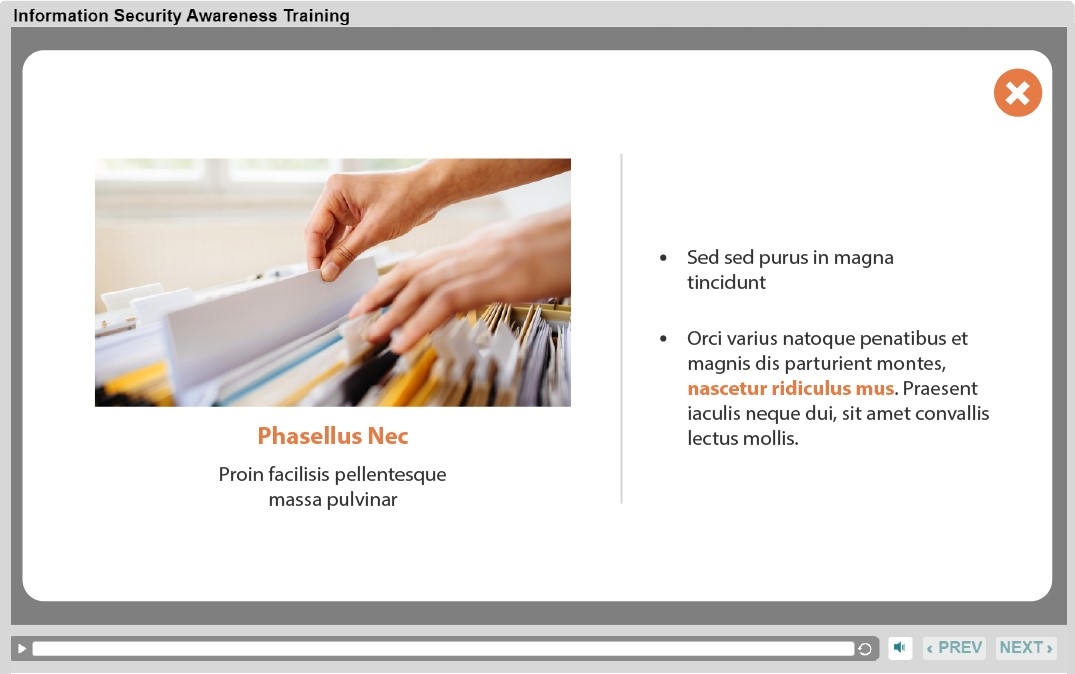 Information Security Awareness Training
Phasellus Nec
Proin facilisis pellentesque
massa pulvinar
• Sed sed purus in magna
tincidunt
• Orci varius natoque penatibus et
magnis dis parturient montes,
nascetur ridiculus mus. Praesent
iaculis neque dui, sit amet convallis
lectus mollis.
‹ PREV
NEXT ›